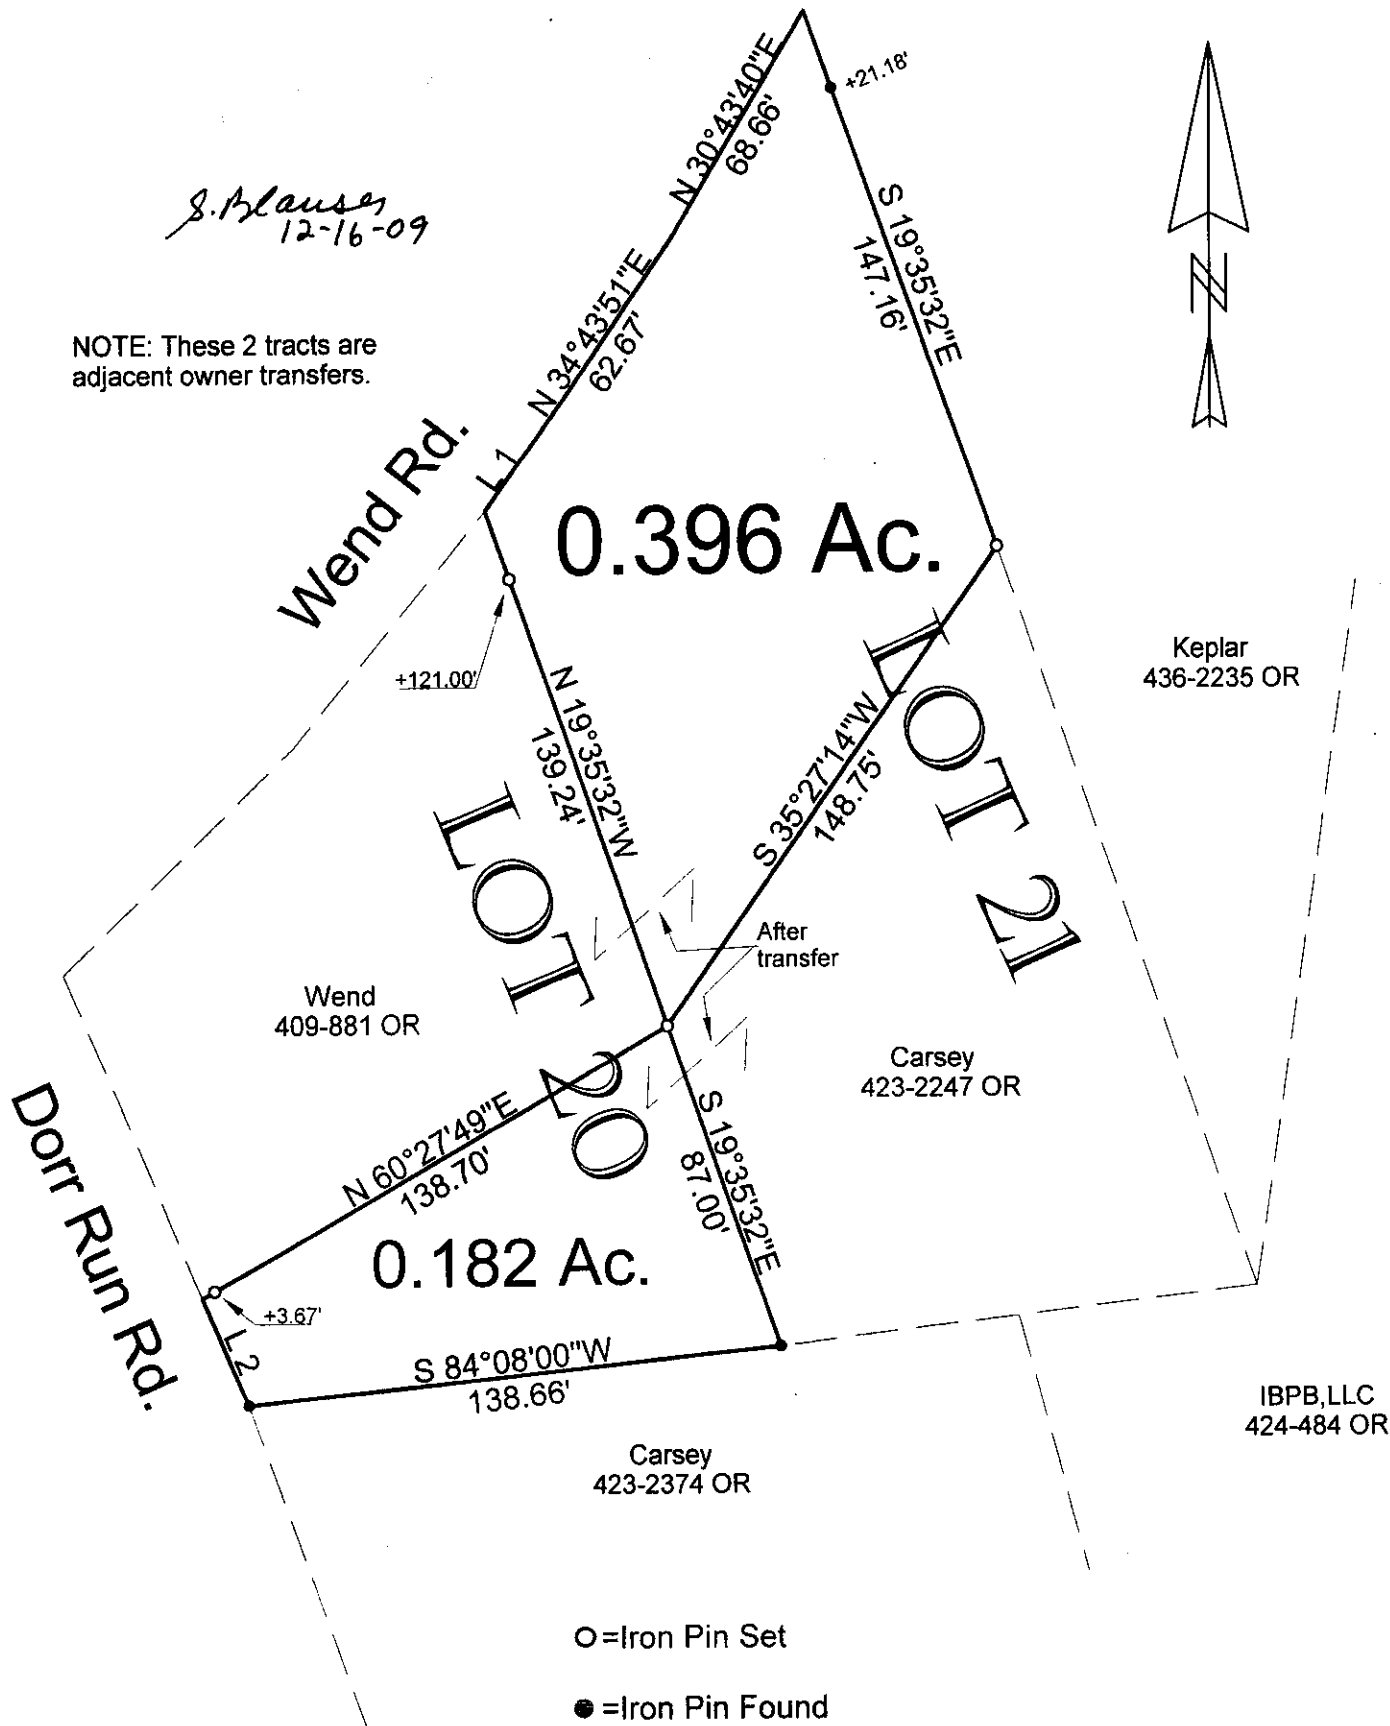 N 30°43'40"E
68.66'
+21.18'
S. Blauser
12-16-09
S 19°35'32"E
147.16'
N 34°43'51"E
62.67'
N
NOTE: These 2 tracts are
adjacent owner transfers.
L 1
Wend Rd.
0.396 Ac.
+121.00'
N 19°35'32"W
139.24'
Keplar
436-2235 OR
S 35°27'14"W
148.75'
LOT 21
LOT 20
After
transfer
Wend
409-881 OR
Carsey
423-2247 OR
Dorr Run Rd.
N 60°27'49"E
138.70'
S 19°35'32"E
87.00'
0.182 Ac.
+3.67'
L 2
S 84°08'00"W
138.66'
IBPB,LLC
424-484 OR
Carsey
423-2374 OR
=Iron Pin Set
=Iron Pin Found